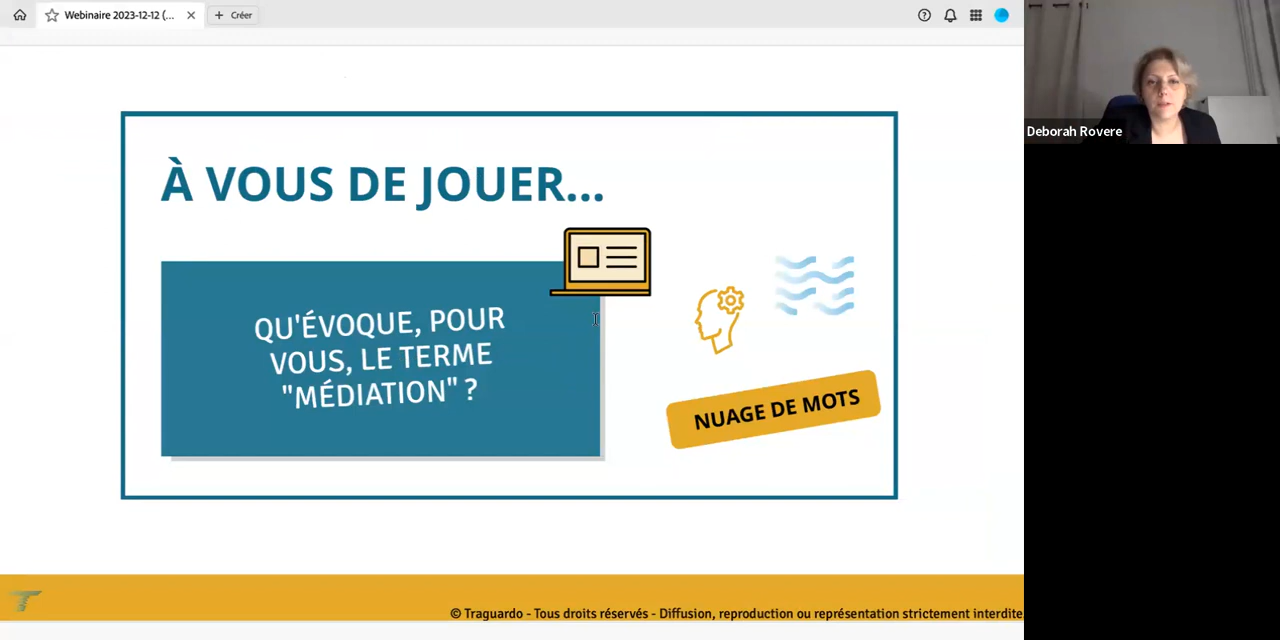 Webinaire 2023-12-12 (...
Créer
Deborah Rovere
À VOUS DE JOUER...
QU'ÉVOQUE, POUR
VOUS, LE TERME
"MÉDIATION" ?
NUAGE DE MOTS
© Traguardo - Tous droits réservés - Diffusion, reproduction ou représentation strictement interdite